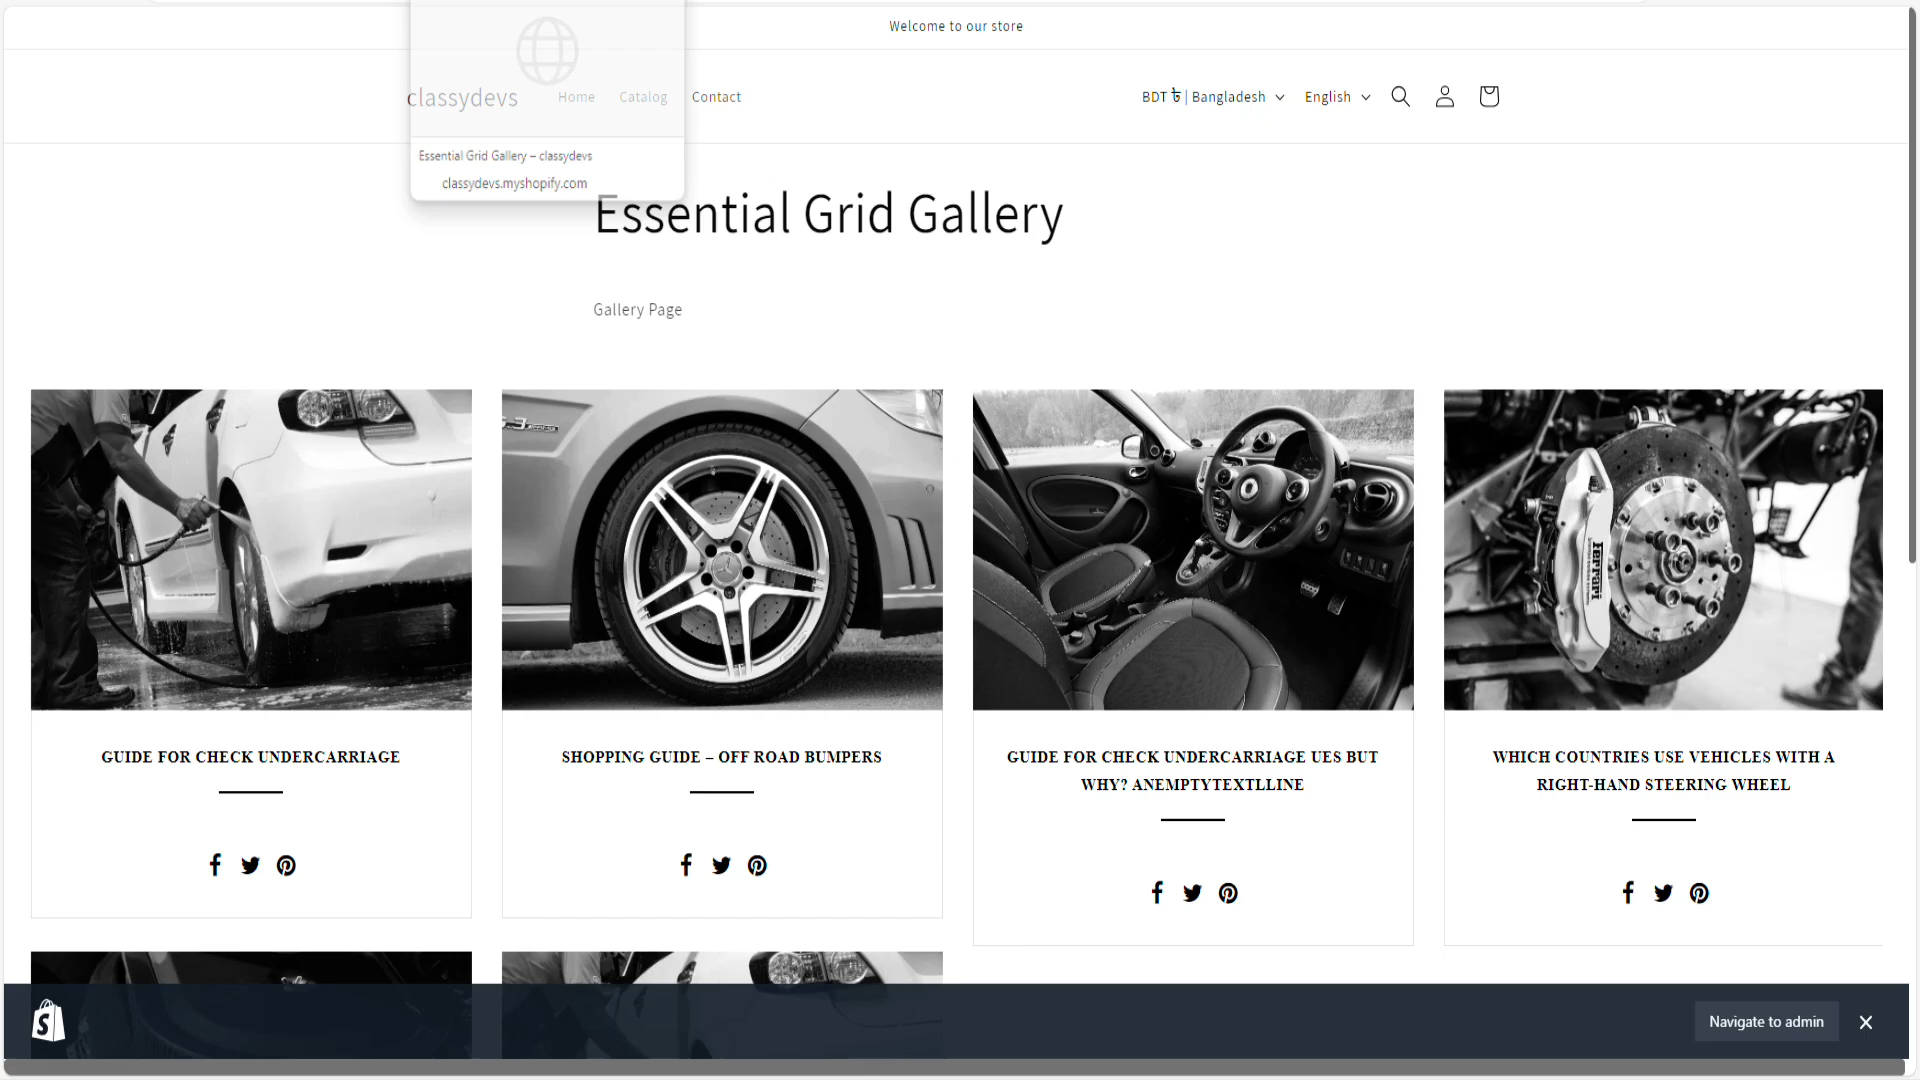 Welcome to our store
classydevs
Home
Catalog
Contact
BDT ৳ | Bangladesh
English
Essential Grid Gallery – classydevs
classydevs.myshopify.com
Essential Grid Gallery
Gallery Page
Ferrari
GUIDE FOR CHECK UNDERCARRIAGE
SHOPPING GUIDE – OFF ROAD BUMPERS
GUIDE FOR CHECK UNDERCARRIAGE UES BUT
WHY? ANEMPTYTEXTLLINE
WHICH COUNTRIES USE VEHICLES WITH A
RIGHT-HAND STEERING WHEEL
Navigate to admin